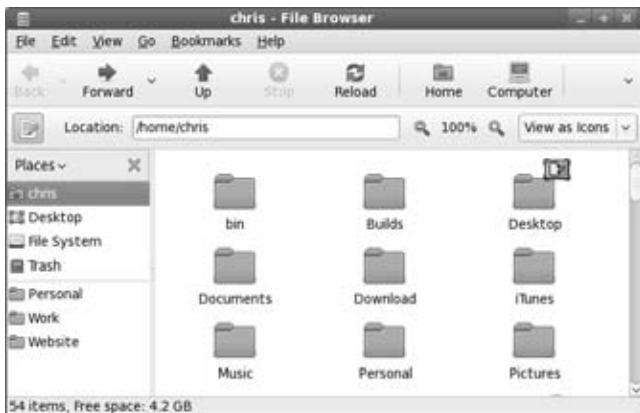 chris - File Browser
File Edit View Go Bookmarks Help
Back Forward Up Stop Reload Home Computer
Location: /home/chris 100% View as Icons
Places
chris
Desktop
File System
Trash
Personal
Work
Website
bin Builds Desktop
Documents Download iTunes
Music Personal Pictures
54 items, Free space: 4.2 GB